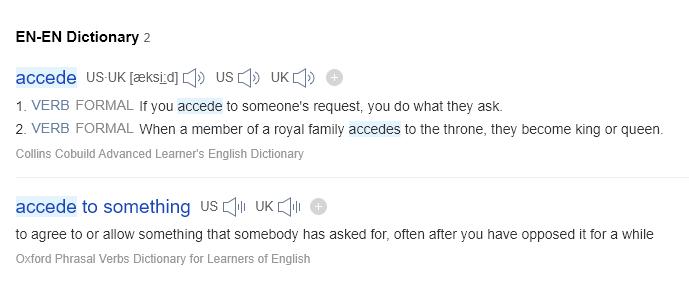 EN-EN Dictionary 2
accede US·UK [æksi:d] US UK
1. VERB FORMAL If you accede to someone's request, you do what they ask.
2. VERB FORMAL When a member of a royal family accedes to the throne, they become king or queen.
Collins Cobuild Advanced Learner's English Dictionary
accede to something US UK
to agree to or allow something that somebody has asked for, often after you have opposed it for a while
Oxford Phrasal Verbs Dictionary for Learners of English